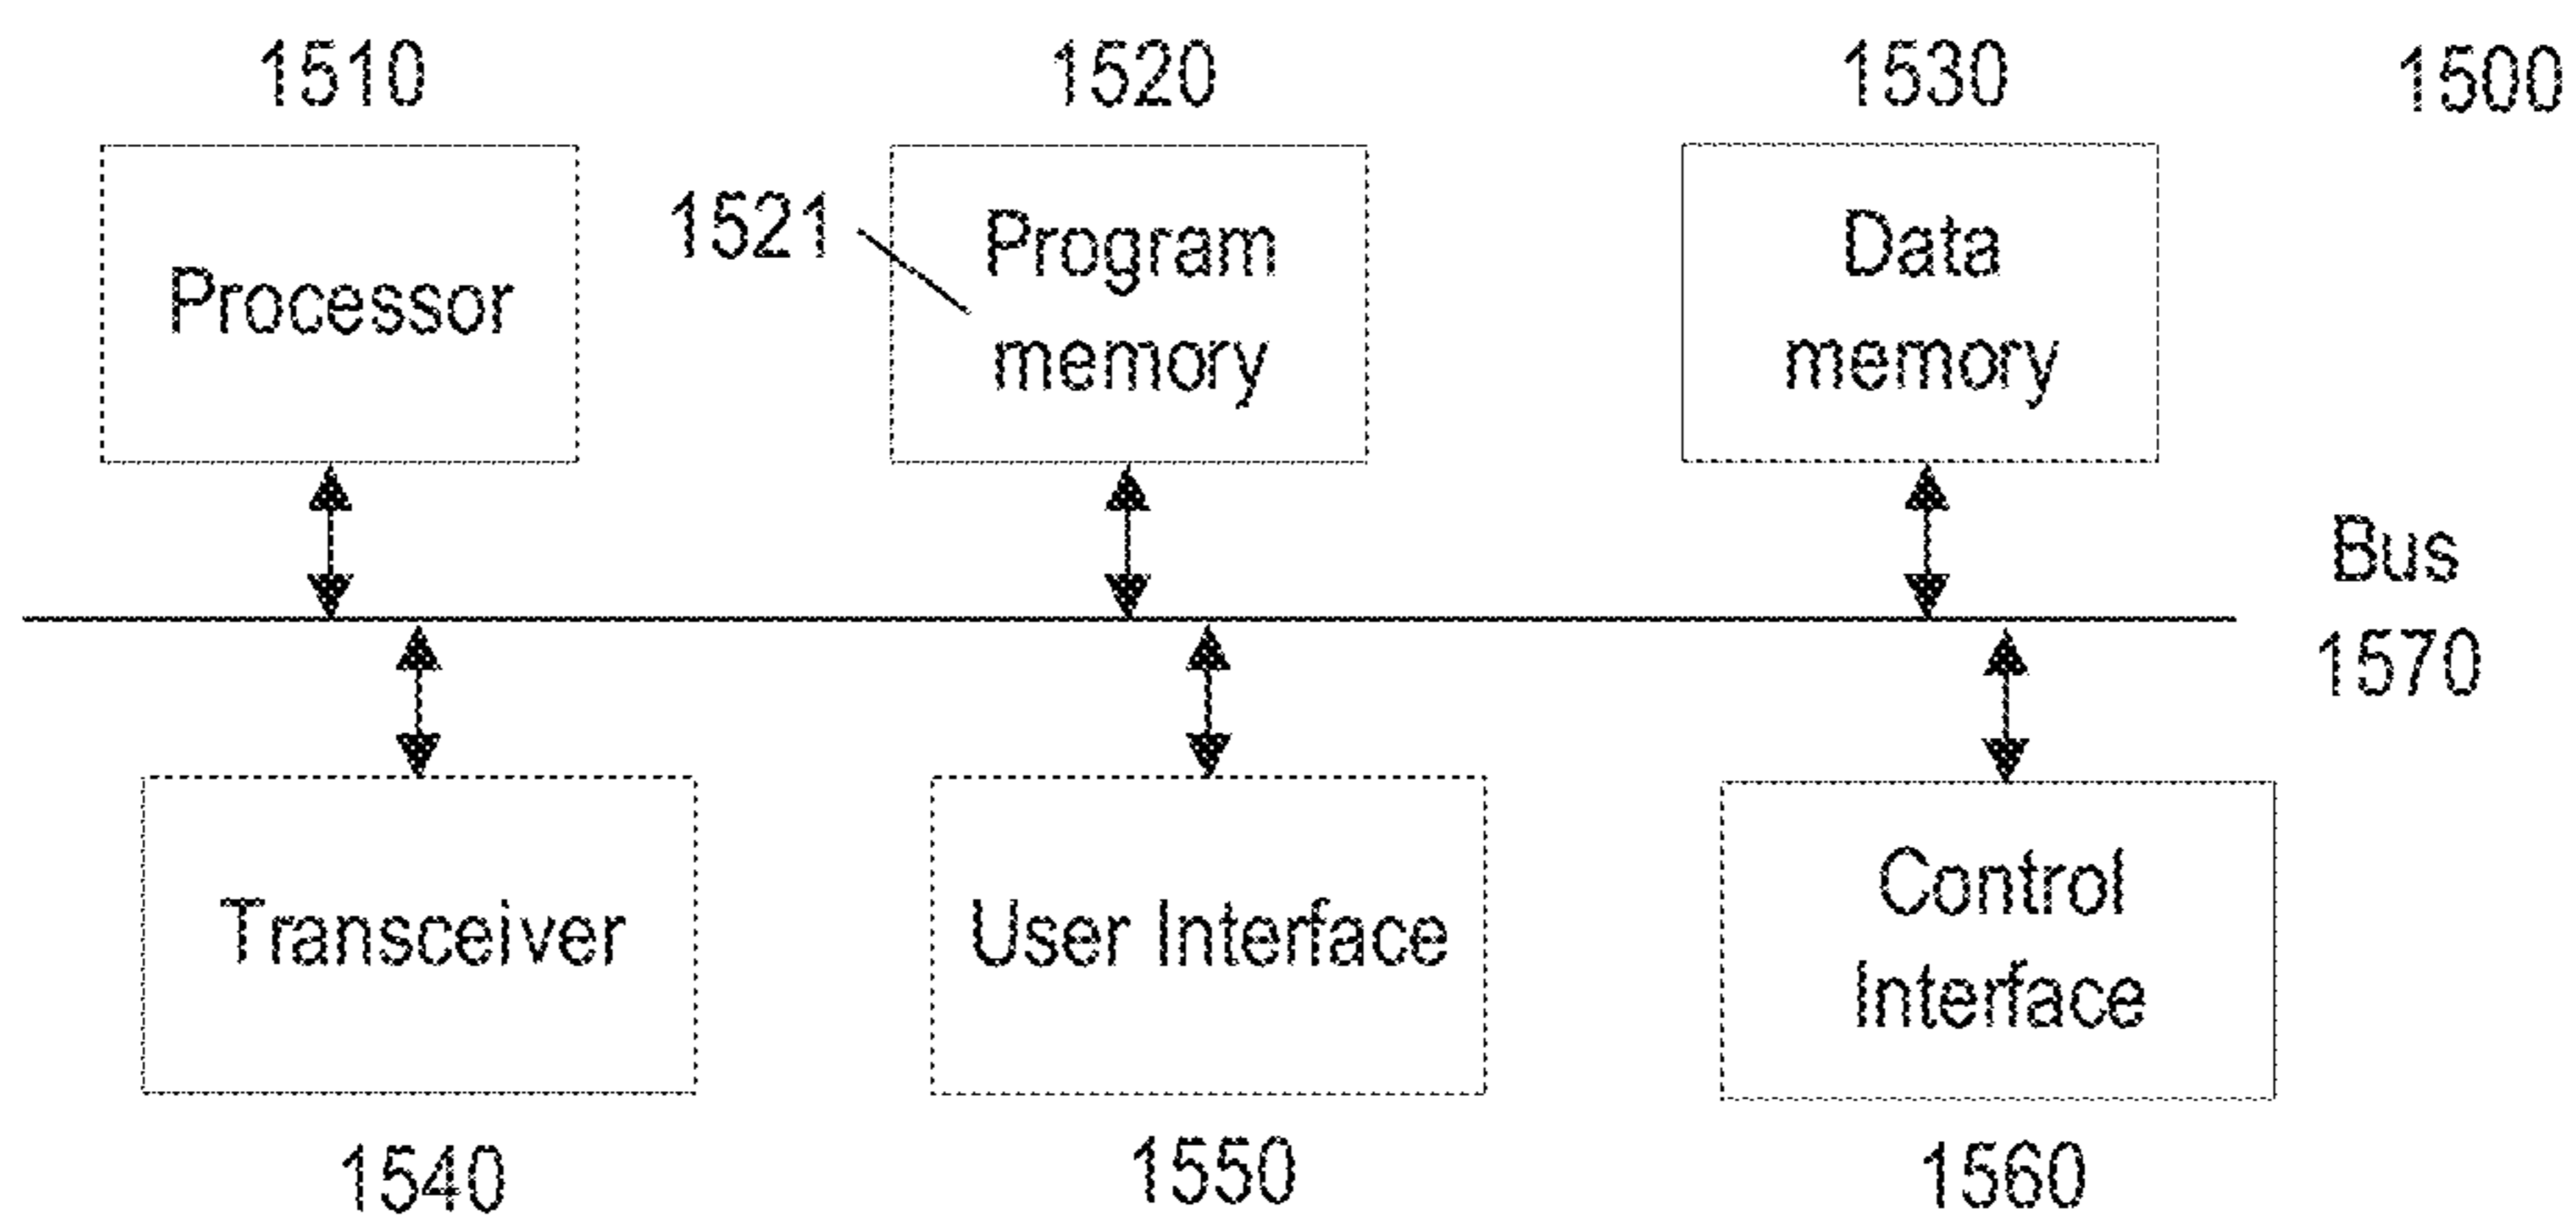 1510
1520
1530
1500
1521
Processor
Program
memory
Data
memory
Bus
1570
Transceiver
User Interface
Control
Interface
1540
1550
1560